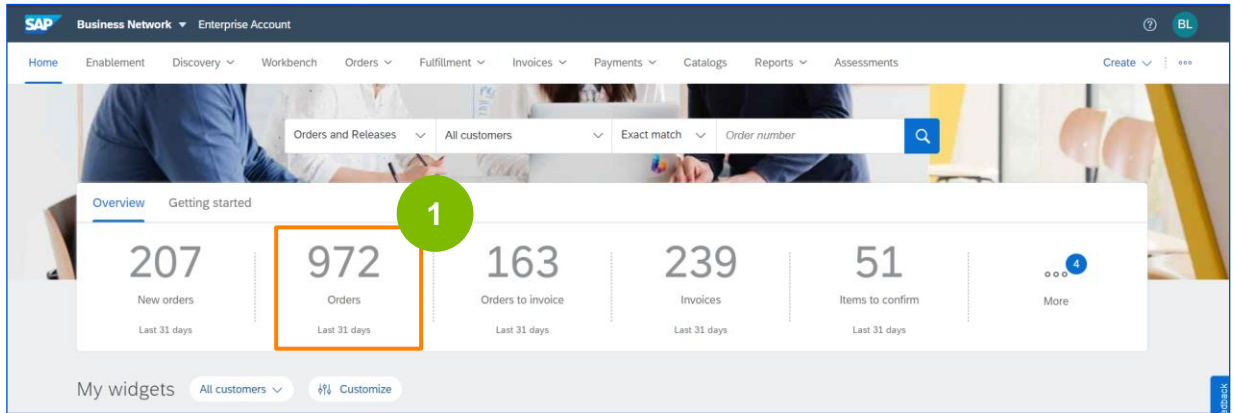 SAP Business Network Enterprise Account ? BL
Home Enablement Discovery Workbench Orders Fulfillment Invoices Payments Catalogs Reports Assessments Create
Orders and Releases All customers Exact match Order number
Overview Getting started
1
207 972 163 239 51 4
New orders Orders Orders to invoice Invoices Items to confirm More
Last 31 days Last 31 days Last 31 days Last 31 days Last 31 days
My widgets All customers Customize